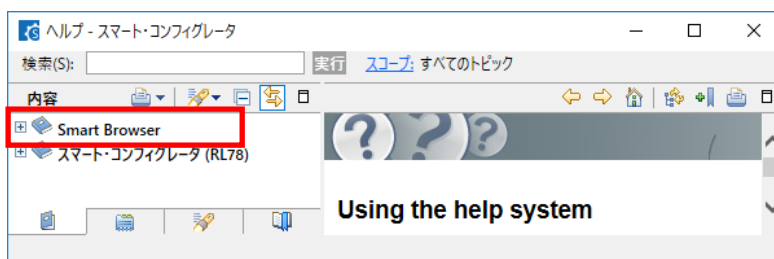 ヘルプ - スマート・コンフィグレータ
検索(S): 実行 スコープ: すべてのトピック
内容
Smart Browser
スマート・コンフィグレータ (RL78)
Using the help system